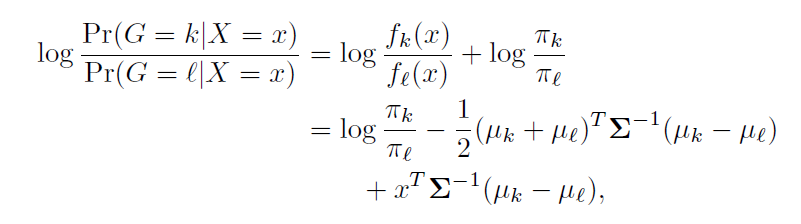 log Pr(G = k|X = x) / Pr(G = ℓ|X = x) = log f_k(x) / f_ℓ(x) + log π_k / π_ℓ
= log π_k / π_ℓ − 1/2 (μ_k + μ_ℓ)^T Σ^{−1}(μ_k − μ_ℓ)
+ x^T Σ^{−1}(μ_k − μ_ℓ),